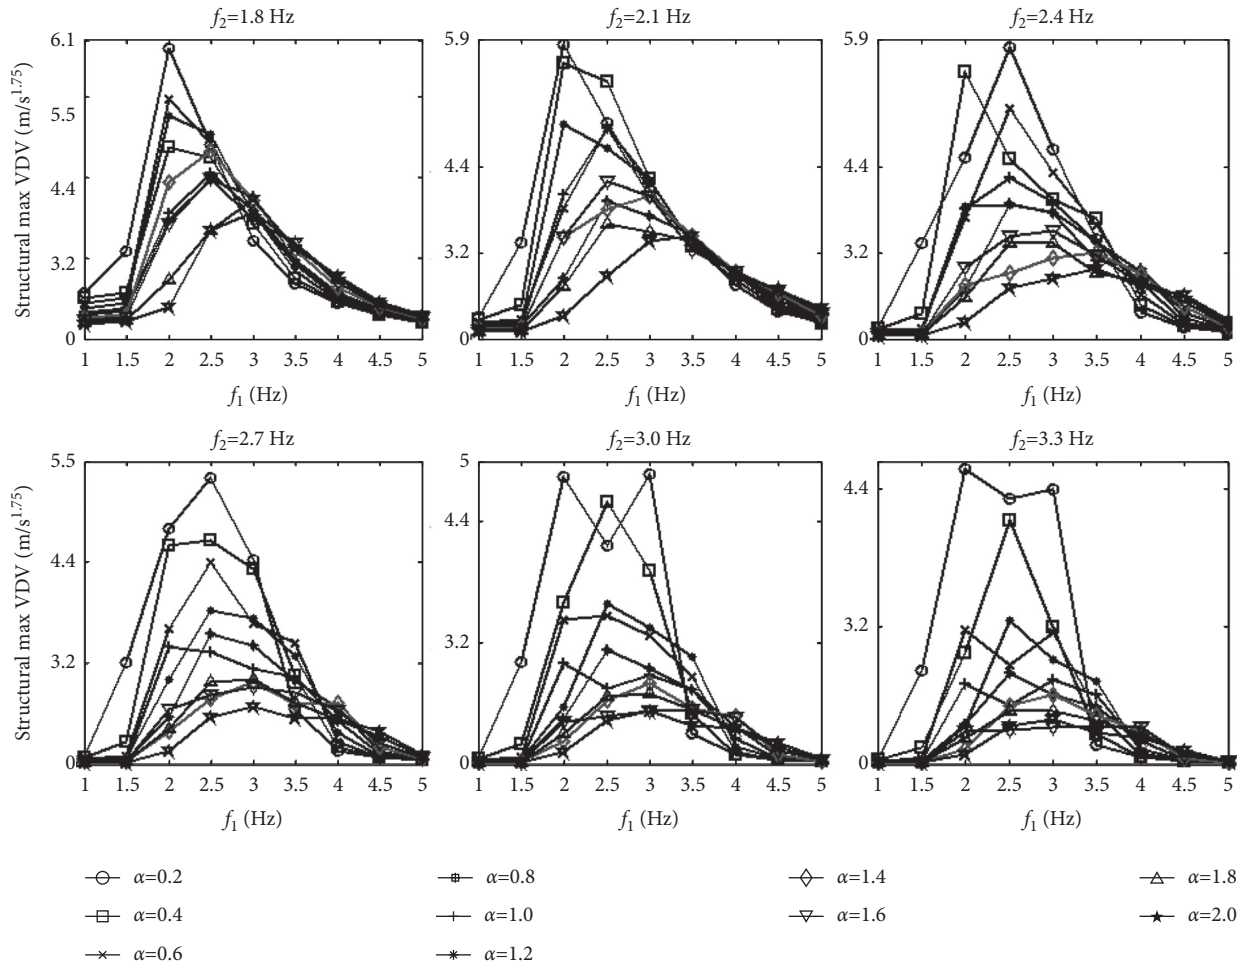 f₂=1.8 Hz
f₂=2.1 Hz
f₂=2.4 Hz
Structural max VDV (m/s^1.75)
6.1
5.5
4.4
3.2
0
5.9
4.4
3.2
0
5.9
4.4
3.2
0
1 1.5 2 2.5 3 3.5 4 4.5 5
1 1.5 2 2.5 3 3.5 4 4.5 5
1 1.5 2 2.5 3 3.5 4 4.5 5
f₁ (Hz)
f₁ (Hz)
f₁ (Hz)
f₂=2.7 Hz
f₂=3.0 Hz
f₂=3.3 Hz
Structural max VDV (m/s^1.75)
5.5
4.4
3.2
0
5
4.4
3.2
0
4.4
3.2
0
1 1.5 2 2.5 3 3.5 4 4.5 5
1 1.5 2 2.5 3 3.5 4 4.5 5
1 1.5 2 2.5 3 3.5 4 4.5 5
f₁ (Hz)
f₁ (Hz)
f₁ (Hz)
α=0.2
α=0.4
α=0.6
α=0.8
α=1.0
α=1.2
α=1.4
α=1.6
α=1.8
α=2.0